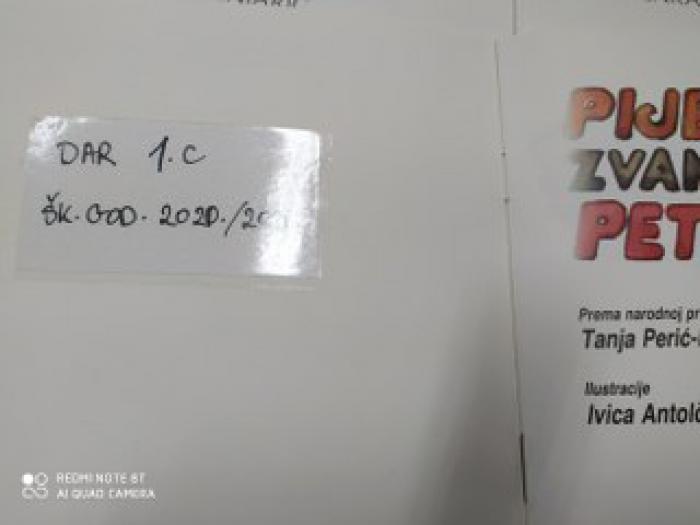 DAR 1. C
ŠK. GOD. 2020./20
PIJE
ZVAN
PET
Prema narodnoj pr
Tanja Perić-
Ilustracije
Ivica Antolč
REDMI NOTE 8T
AI QUAD CAMERA